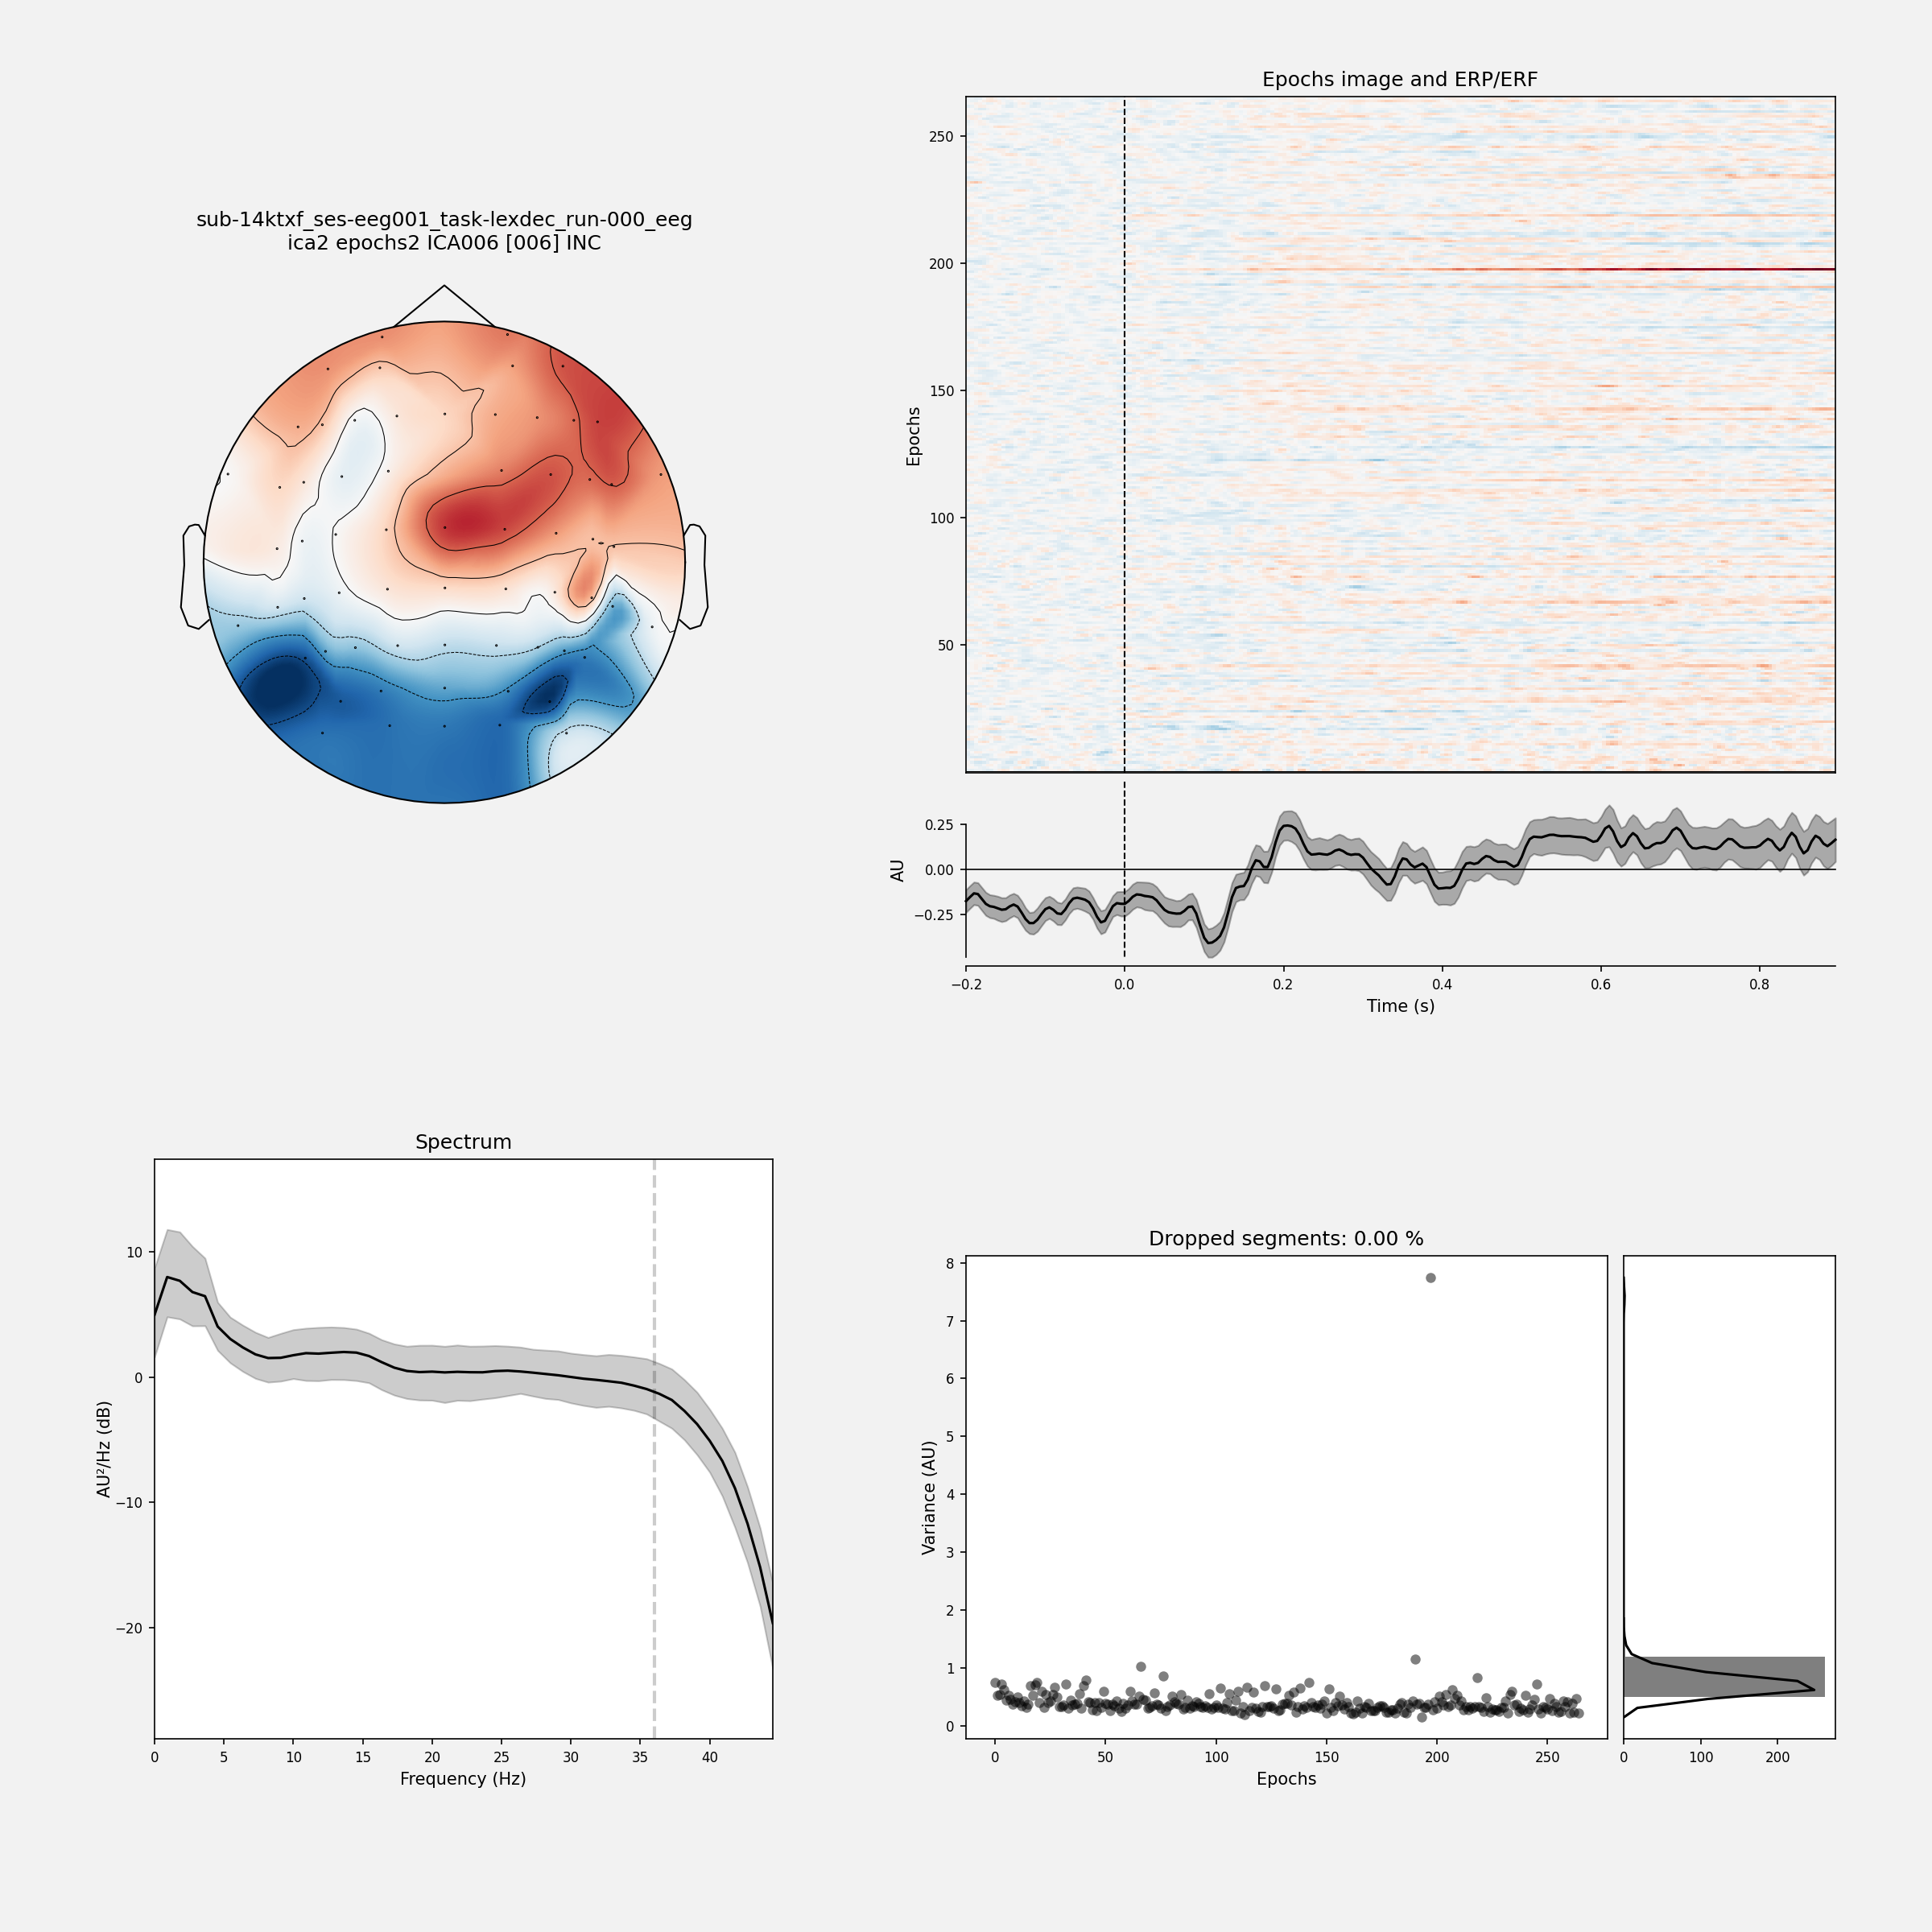 sub-14ktxf_ses-eeg001_task-lexdec_run-000_eeg
ica2 epochs2 ICA006 [006] INC
Epochs image and ERP/ERF
Epochs
250
200
150
100
50
AU
0.25
0.00
−0.25
−0.2 0.0 0.2 0.4 0.6 0.8
Time (s)
Spectrum
AU²/Hz (dB)
10
0
−10
−20
0 5 10 15 20 25 30 35 40
Frequency (Hz)
Dropped segments: 0.00 %
Variance (AU)
8
7
6
5
4
3
2
1
0
0 50 100 150 200 250
Epochs
0 100 200